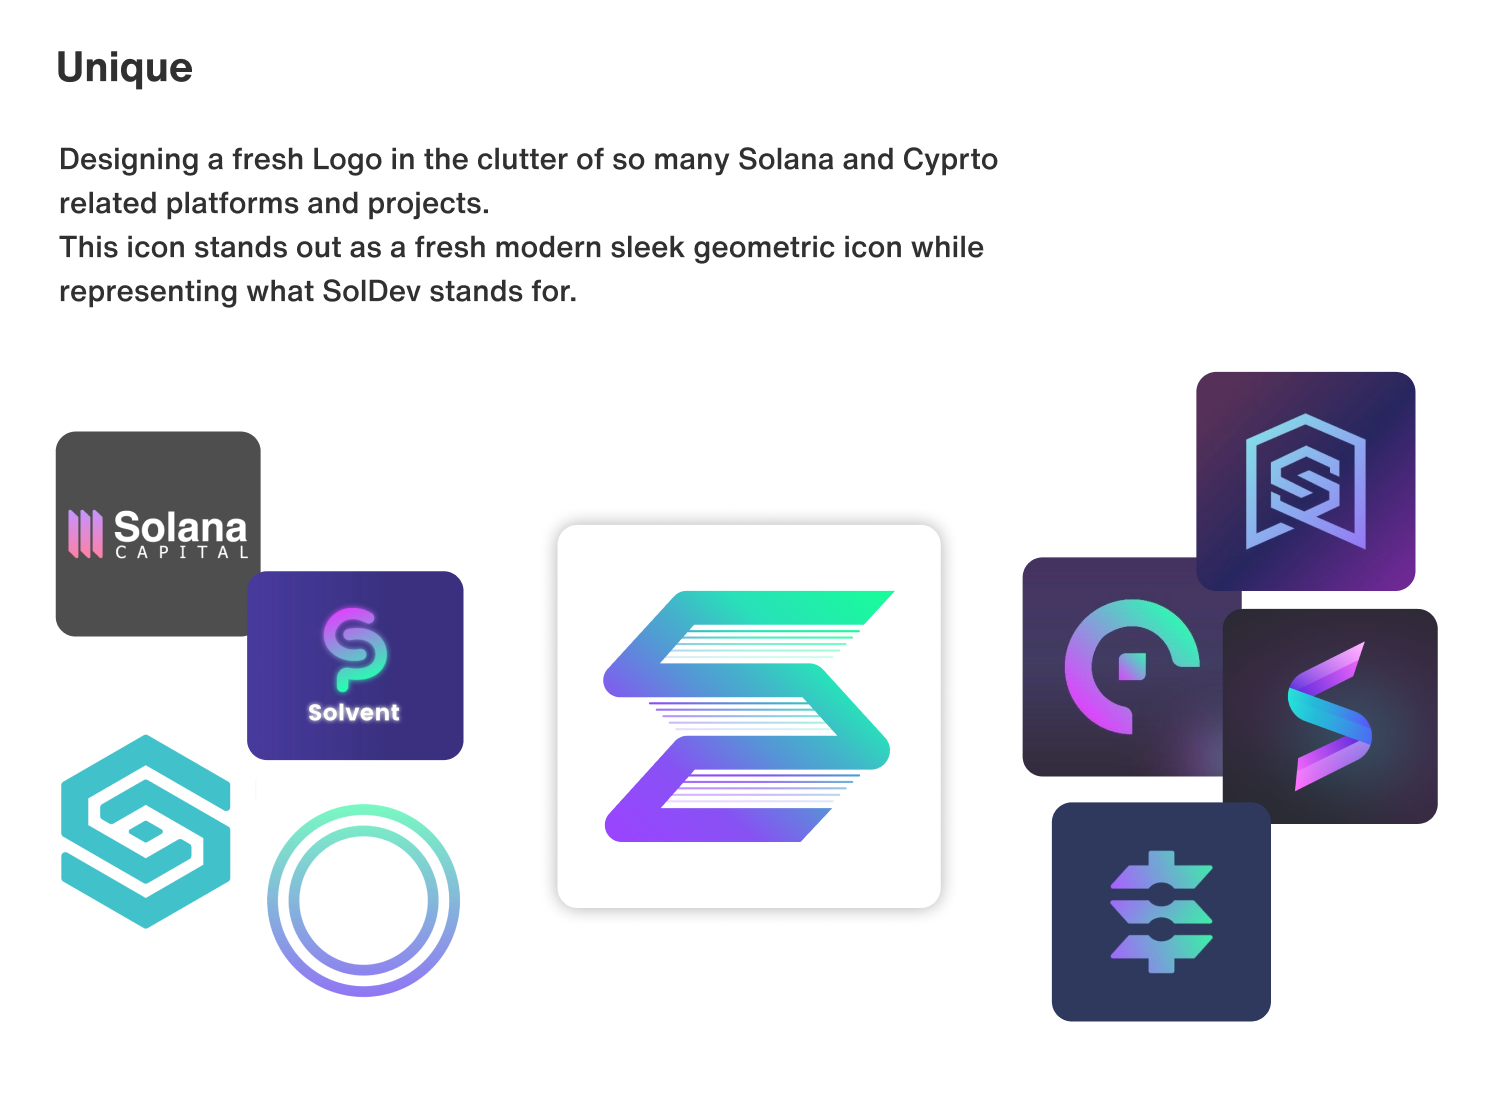 Unique
Designing a fresh Logo in the clutter of so many Solana and Cyprto
related platforms and projects.
This icon stands out as a fresh modern sleek geometric icon while
representing what SolDev stands for.
Solana
CAPITAL
Solvent